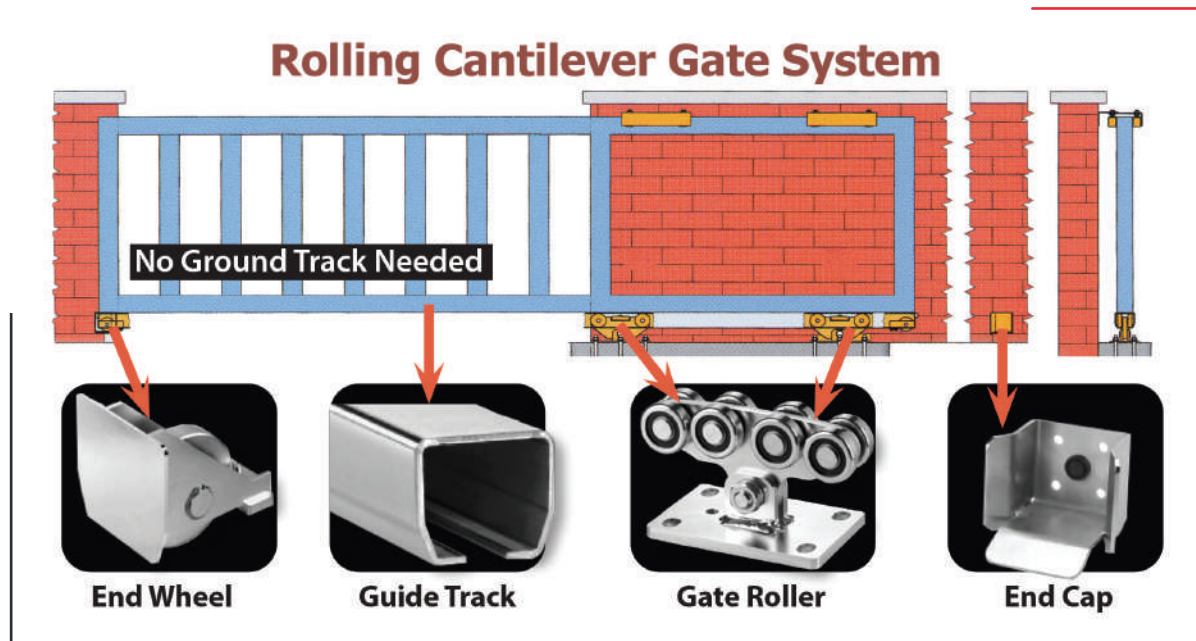 Rolling Cantilever Gate System
No Ground Track Needed
End Wheel
Guide Track
Gate Roller
End Cap